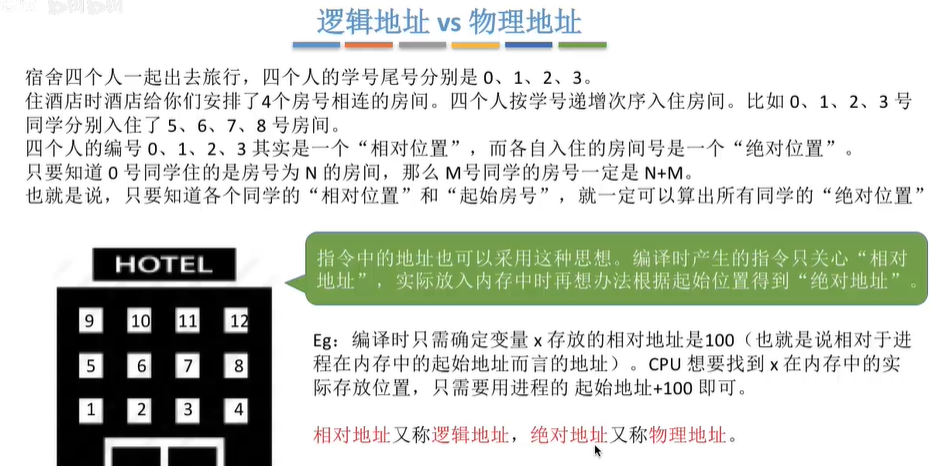 逻辑地址 vs 物理地址
宿舍四个人一起出去旅行，四个人的学号尾号分别是 0、1、2、3。
住酒店时酒店给你们安排了4个房号相连的房间。四个人按学号递增次序入住房间。比如 0、1、2、3 号
同学分别入住了 5、6、7、8 号房间。
四个人的编号 0、1、2、3 其实是一个“相对位置”，而各自入住的房间号是一个“绝对位置”。
只要知道 0 号同学住的是房号为 N 的房间，那么 M号同学的房号一定是 N+M。
也就是说，只要知道各个同学的“相对位置”和“起始房号”，就一定可以算出所有同学的“绝对位置”
HOTEL
9 10 11 12
5 6 7 8
1 2 3 4
指令中的地址也可以采用这种思想。编译时产生的指令只关心“相对
地址”，实际放入内存中时再想办法根据起始位置得到“绝对地址”。
Eg：编译时只需确定变量 x 存放的相对地址是100（也就是说相对于进
程在内存中的起始地址而言的地址）。CPU 想要找到 x 在内存中的实
际存放位置，只需要用进程的 起始地址+100 即可。
相对地址又称逻辑地址，绝对地址又称物理地址。